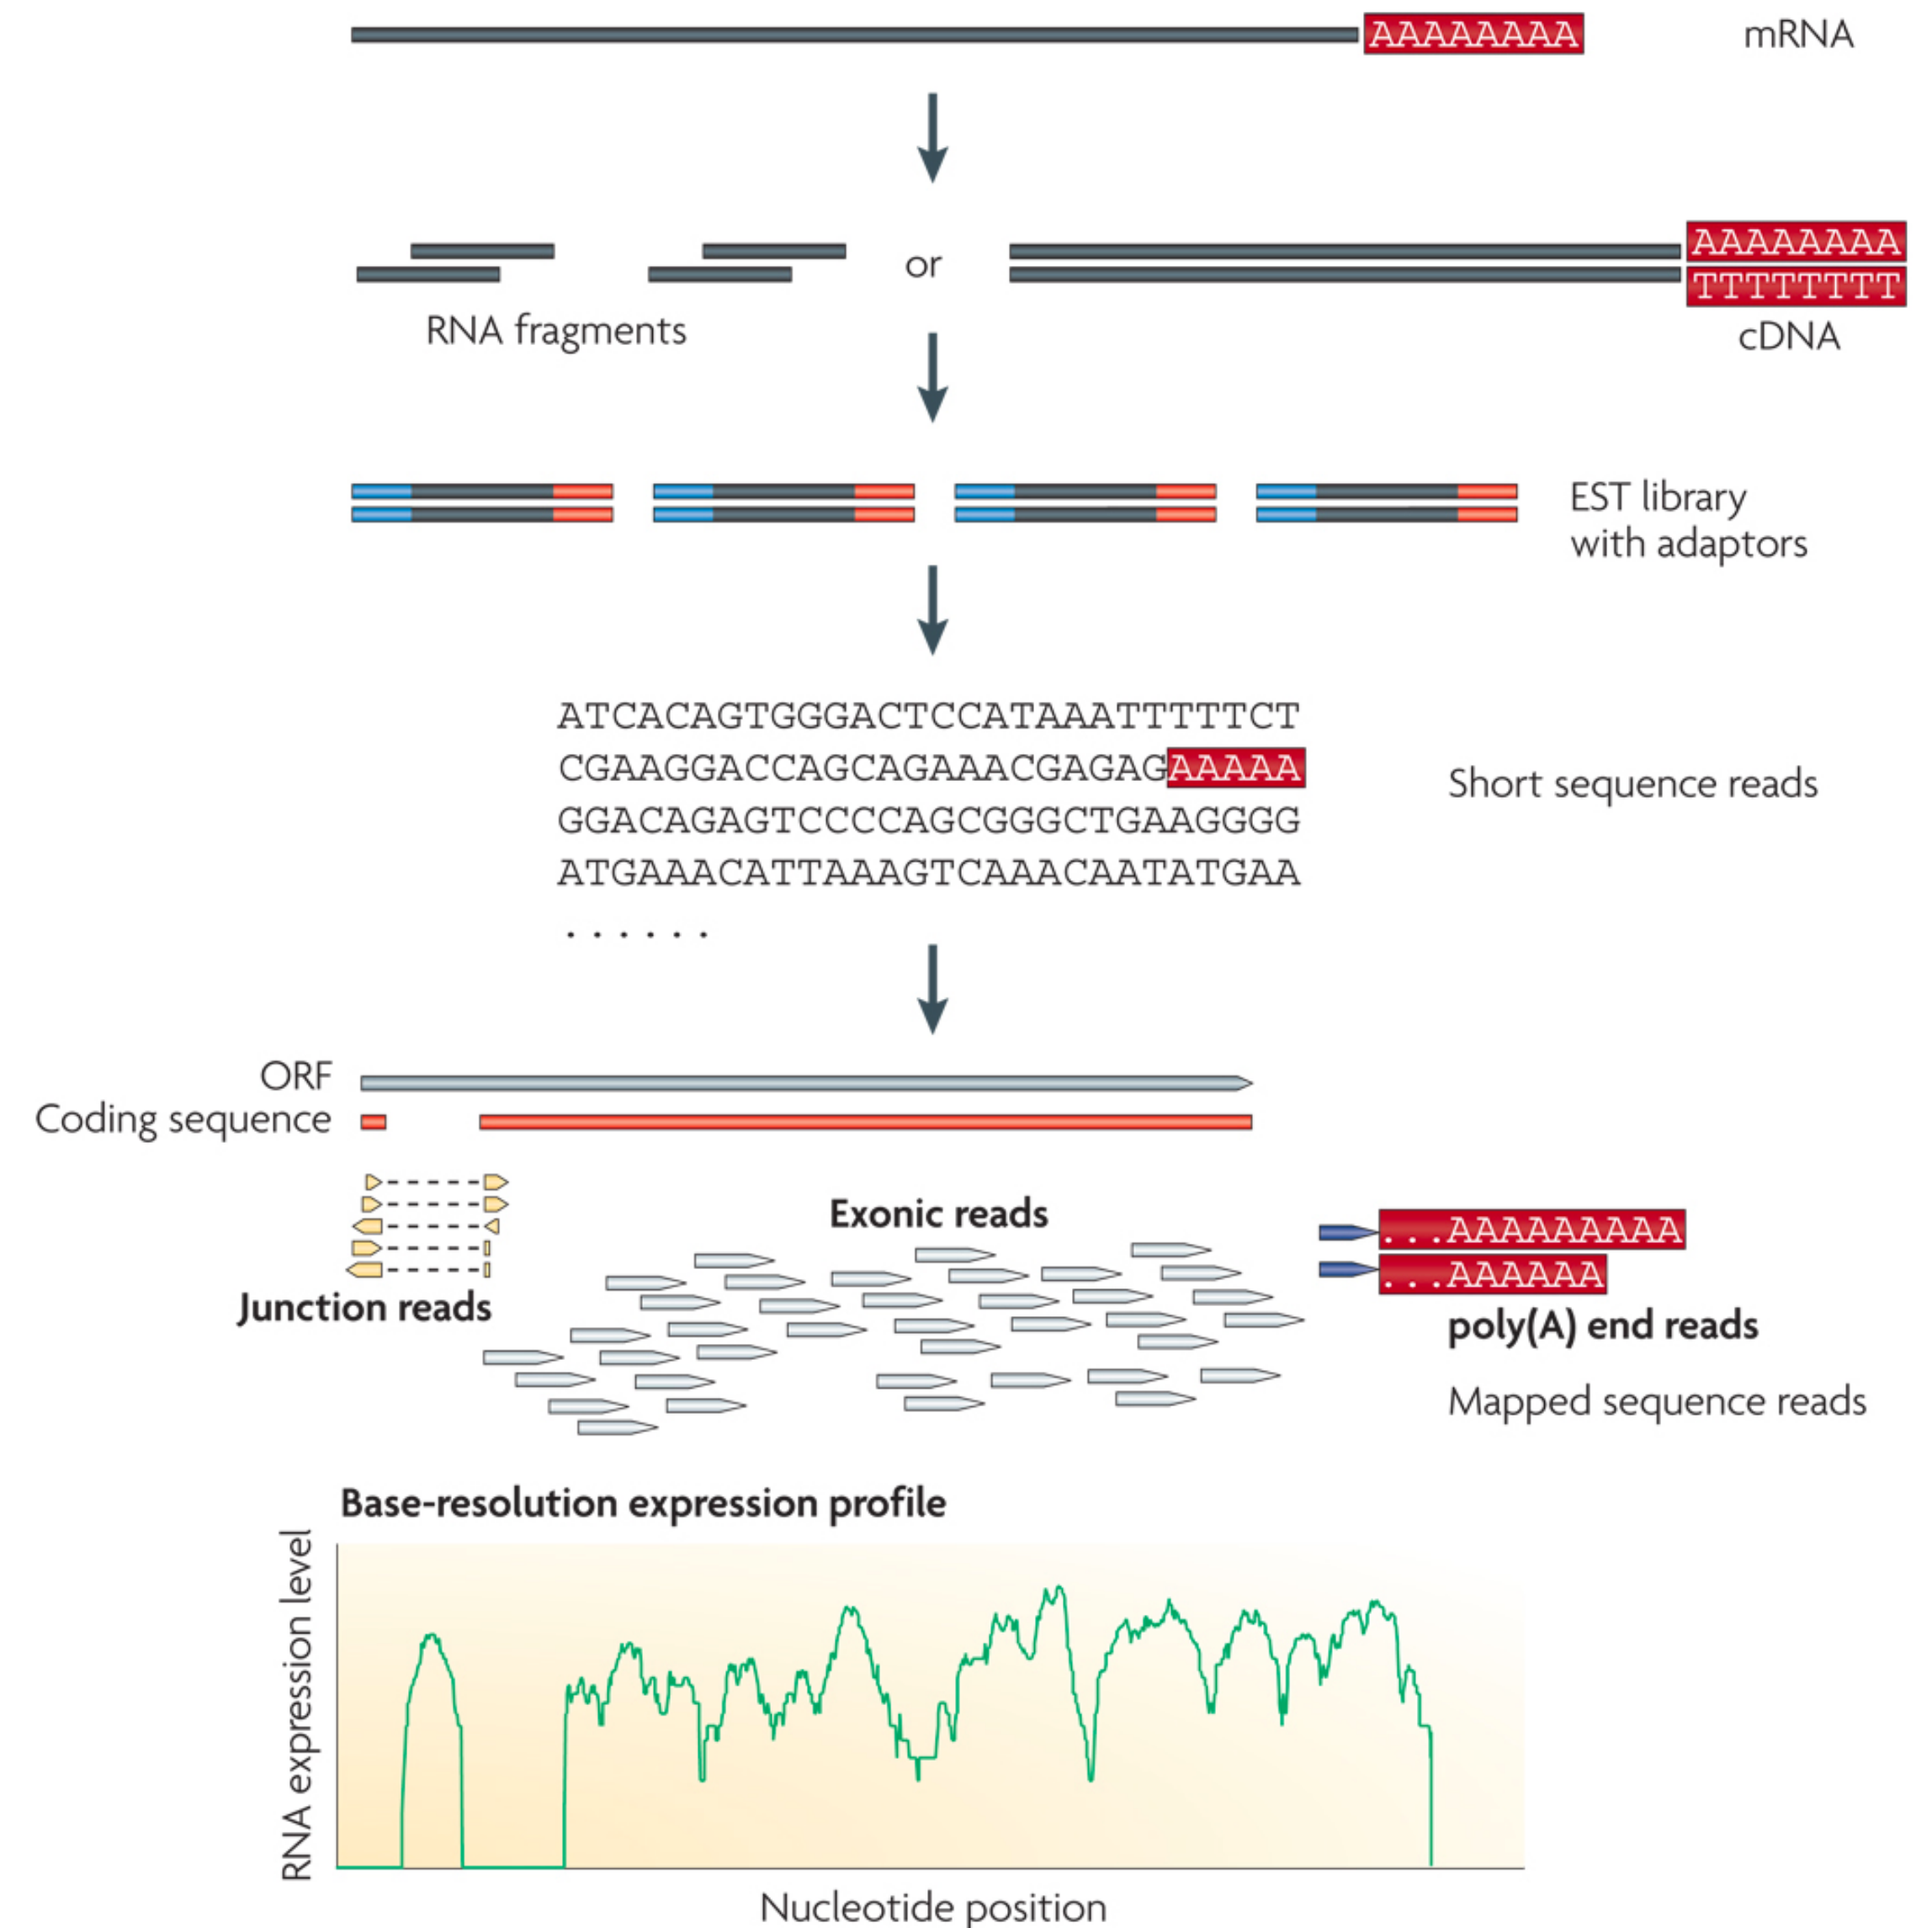 AAAAAAAA mRNA
AAAAAAAA
or
TTTTTTTT
RNA fragments
cDNA
EST library
with adaptors
ATCACAGTGGGACTCCATAAATTTTTCT
CGAAGGACCAGCAGAAACGAGAGAAAAA
Short sequence reads
GGACAGAGTCCCCAGCGGGCTGAAGGGG
ATGAAACATTAAAGTCAAACAATATGAA
. . . . . .
ORF
Coding sequence
Exonic reads
. . .AAAAAAAAA
. . .AAAAAA
Junction reads
poly(A) end reads
Mapped sequence reads
Base-resolution expression profile
RNA expression level
Nucleotide position